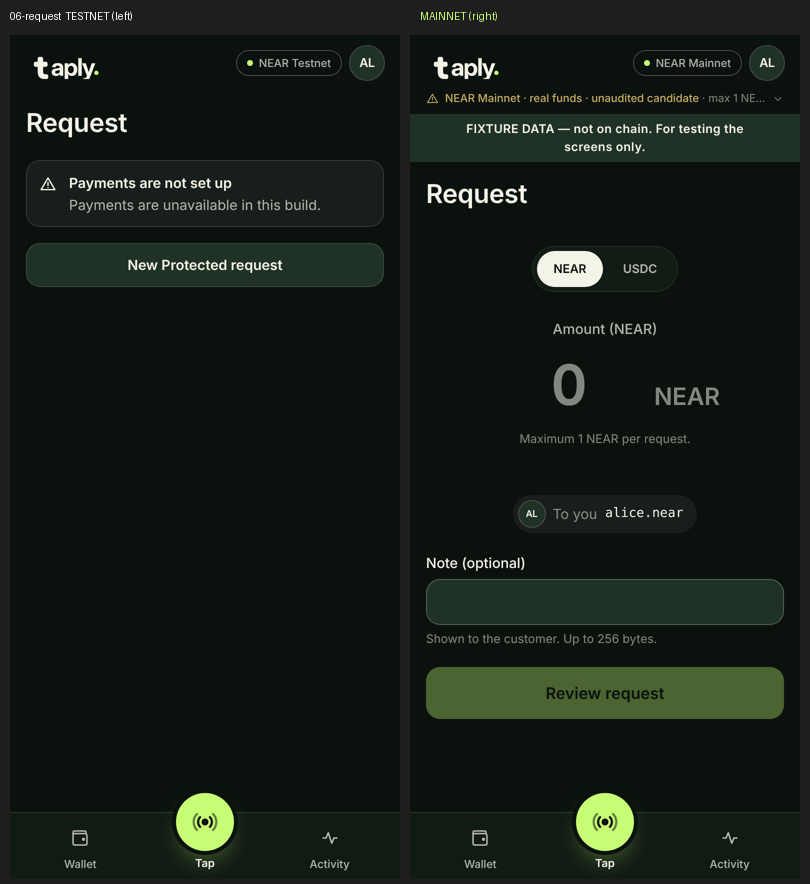 06-request TESTNET (left)
taply.
NEAR Testnet
AL
Request
Payments are not set up
Payments are unavailable in this build.
New Protected request
Wallet
Tap
Activity
MAINNET (right)
taply.
NEAR Mainnet
AL
NEAR Mainnet · real funds · unaudited candidate · max 1 NE...
FIXTURE DATA — not on chain. For testing the
screens only.
Request
NEAR
USDC
Amount (NEAR)
0 NEAR
Maximum 1 NEAR per request.
AL To you alice.near
Note (optional)
Shown to the customer. Up to 256 bytes.
Review request
Wallet
Tap
Activity